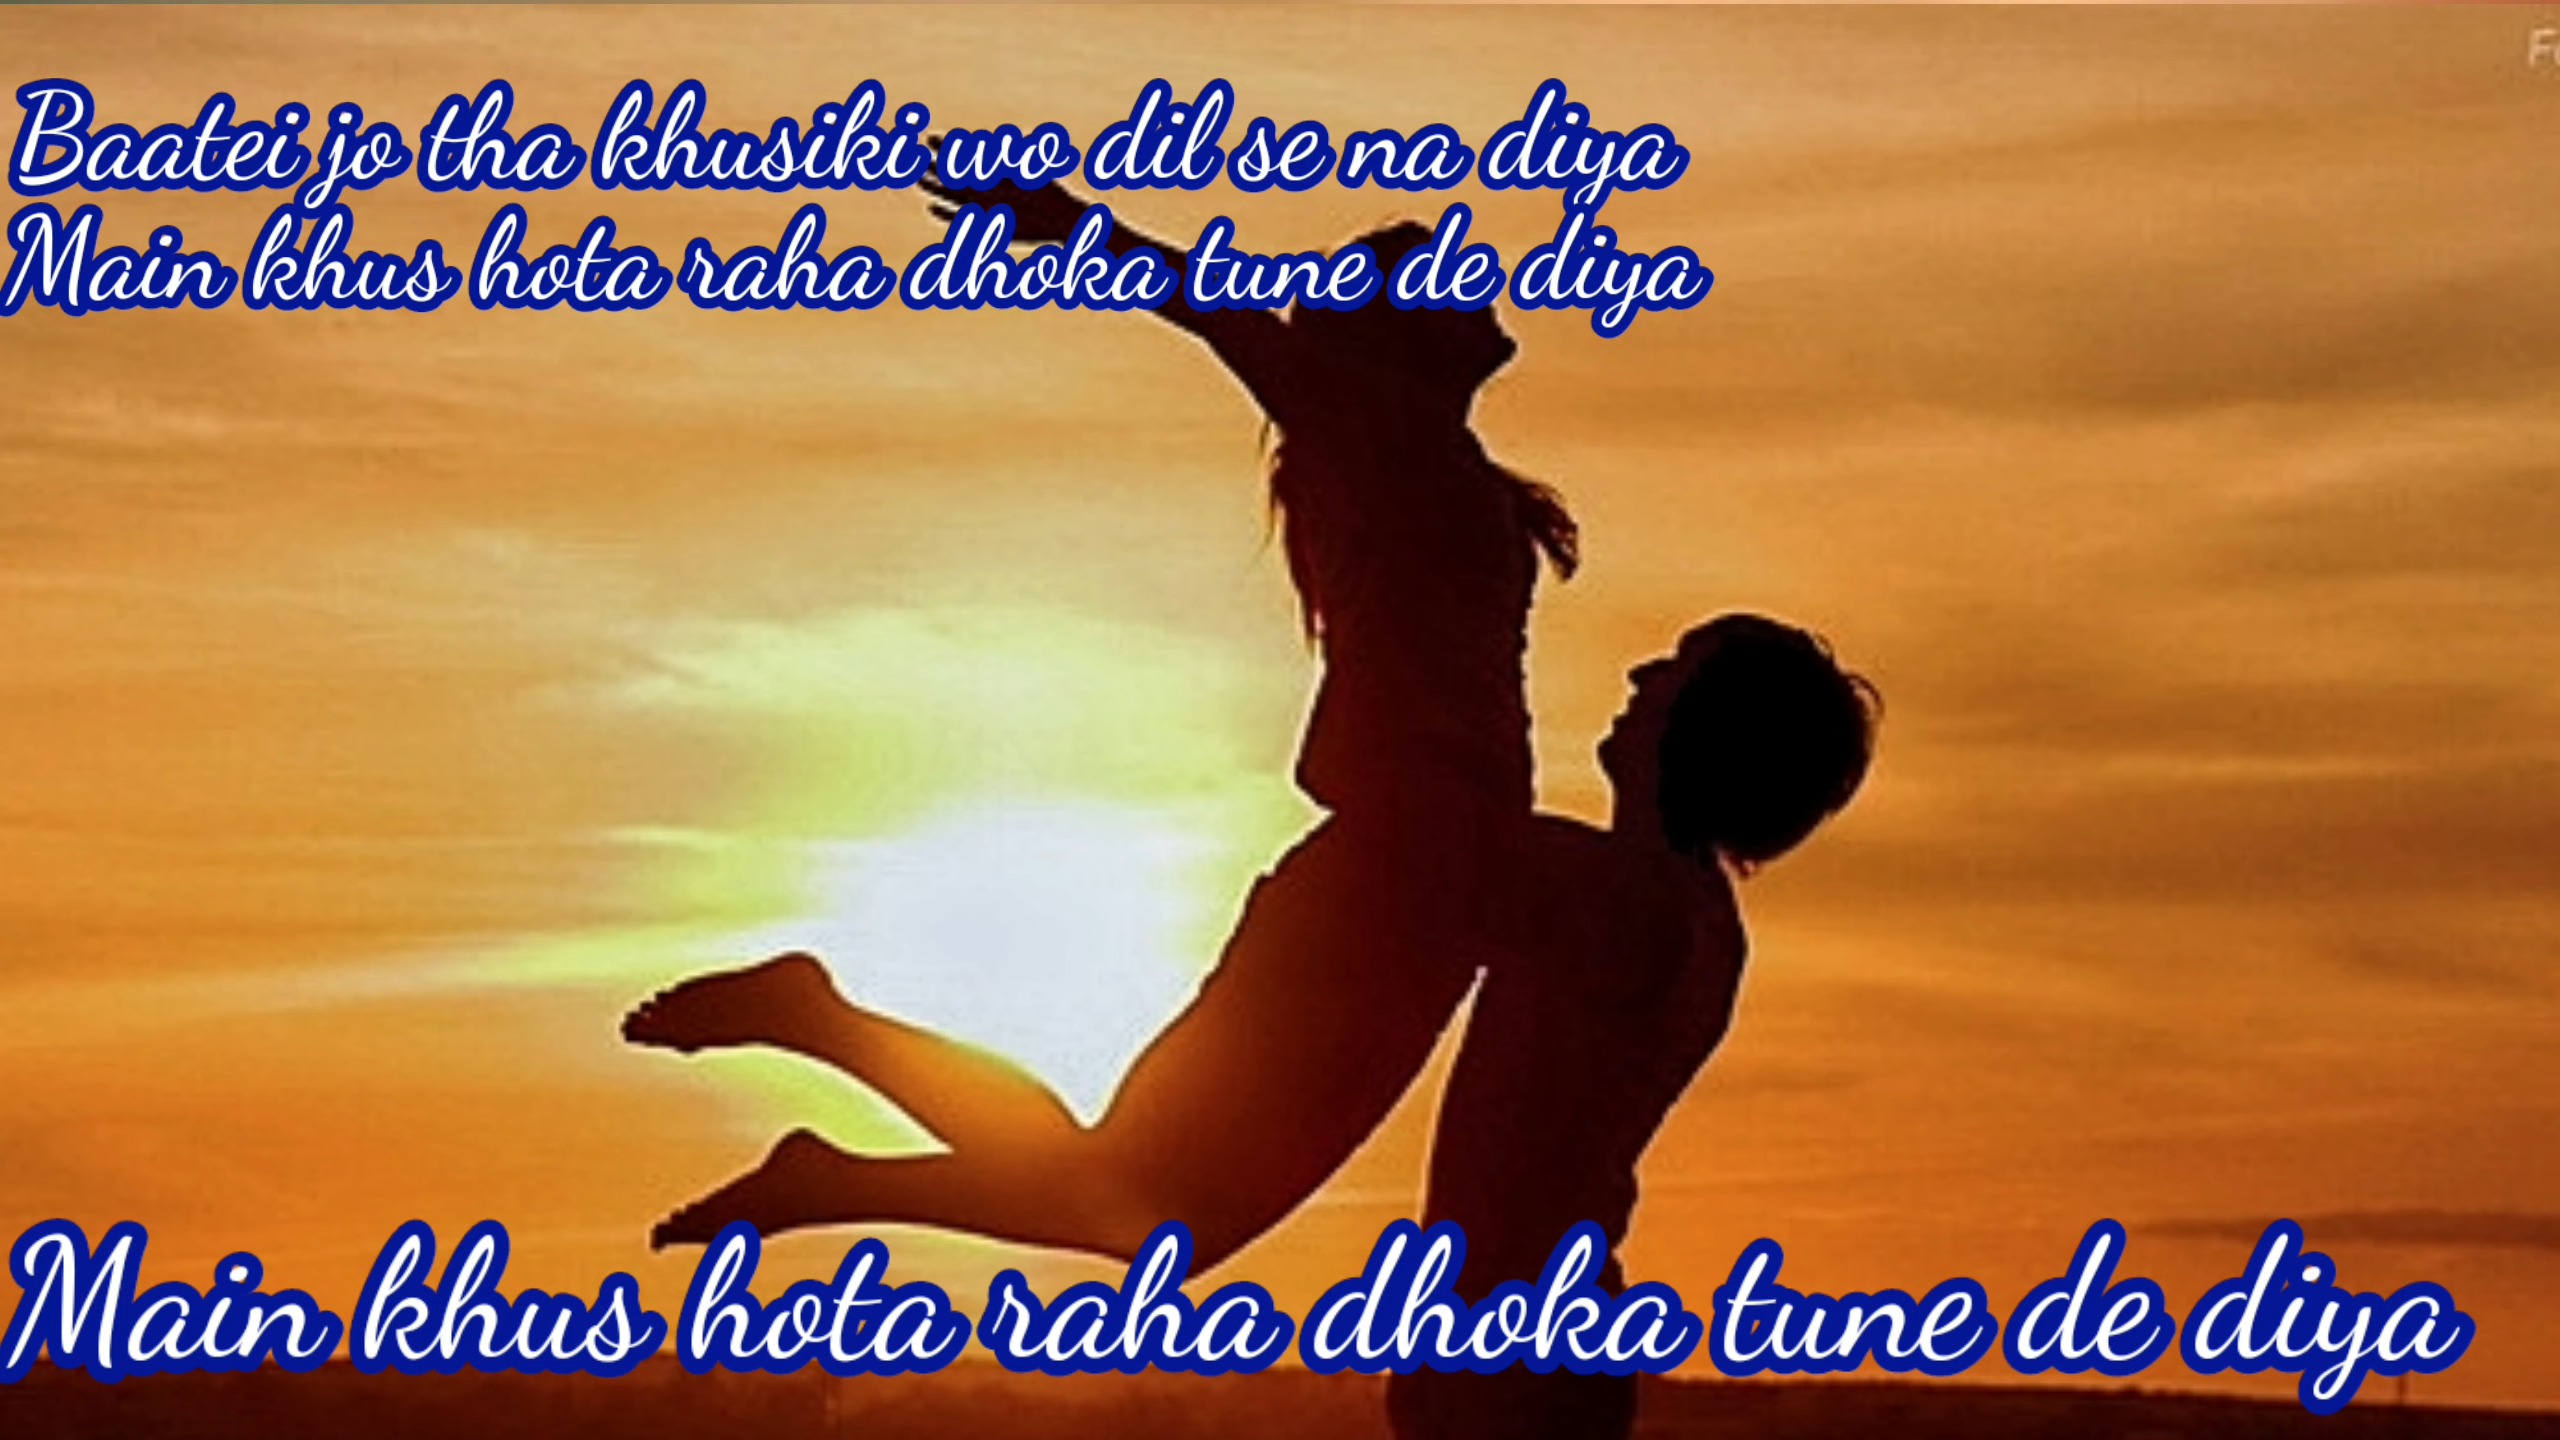 Baatei jo tha khusiki wo dil se na diya
Main khus hota raha dhoka tune de diya
Main khus hota raha dhoka tune de diya